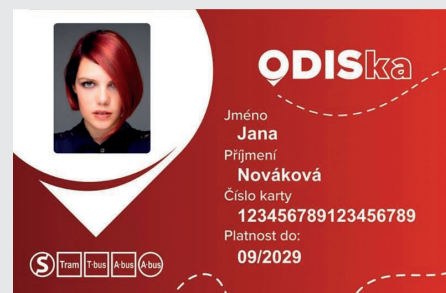 ODISka
Jméno
Jana
Příjmení
Nováková
Číslo karty
123456789123456789
Platnost do:
09/2029
S Tram T·bus A·bus A·bus